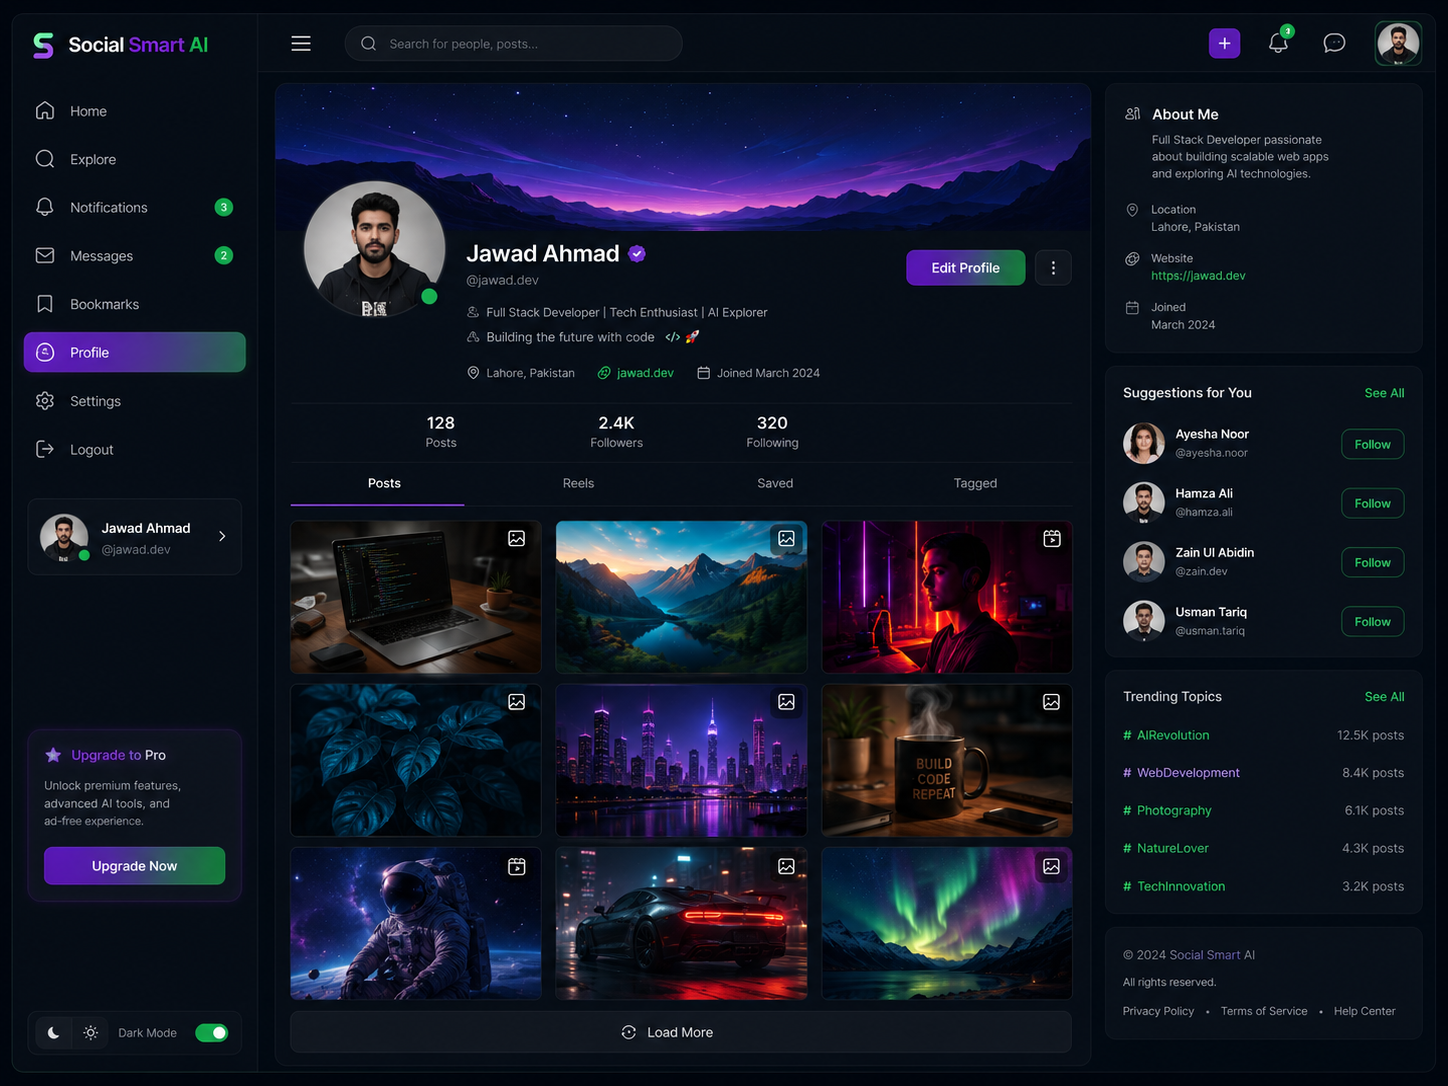 Social Smart AI
Search for people, posts...
3
Home
Explore
Notifications 3
Messages 2
Bookmarks
Profile
Settings
Logout
Jawad Ahmad
@jawad.dev
Upgrade to Pro
Unlock premium features,
advanced AI tools, and
ad-free experience.
Upgrade Now
Dark Mode
Jawad Ahmad
@jawad.dev
Edit Profile
Full Stack Developer | Tech Enthusiast | AI Explorer
Building the future with code </> 🚀
Lahore, Pakistan jawad.dev Joined March 2024
128 2.4K 320
Posts Followers Following
Posts Reels Saved Tagged
BUILD
CODE
REPEAT
Load More
About Me
Full Stack Developer passionate
about building scalable web apps
and exploring AI technologies.
Location
Lahore, Pakistan
Website
https://jawad.dev
Joined
March 2024
Suggestions for You See All
Ayesha Noor
@ayesha.noor
Follow
Hamza Ali
@hamza.ali
Follow
Zain Ul Abidin
@zain.dev
Follow
Usman Tariq
@usman.tariq
Follow
Trending Topics See All
# AIRevolution 12.5K posts
# WebDevelopment 8.4K posts
# Photography 6.1K posts
# NatureLover 4.3K posts
# TechInnovation 3.2K posts
© 2024 Social Smart AI
All rights reserved.
Privacy Policy • Terms of Service • Help Center